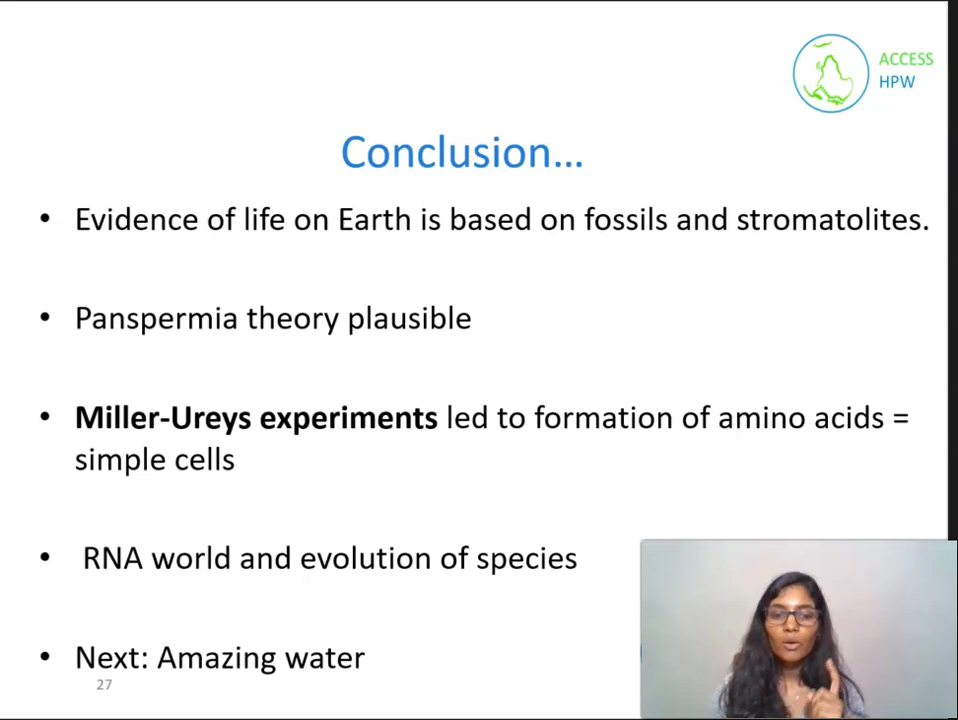 ACCESS
HPW
Conclusion...
• Evidence of life on Earth is based on fossils and stromatolites.
• Panspermia theory plausible
• Miller-Ureys experiments led to formation of amino acids =
simple cells
• RNA world and evolution of species
• Next: Amazing water
27